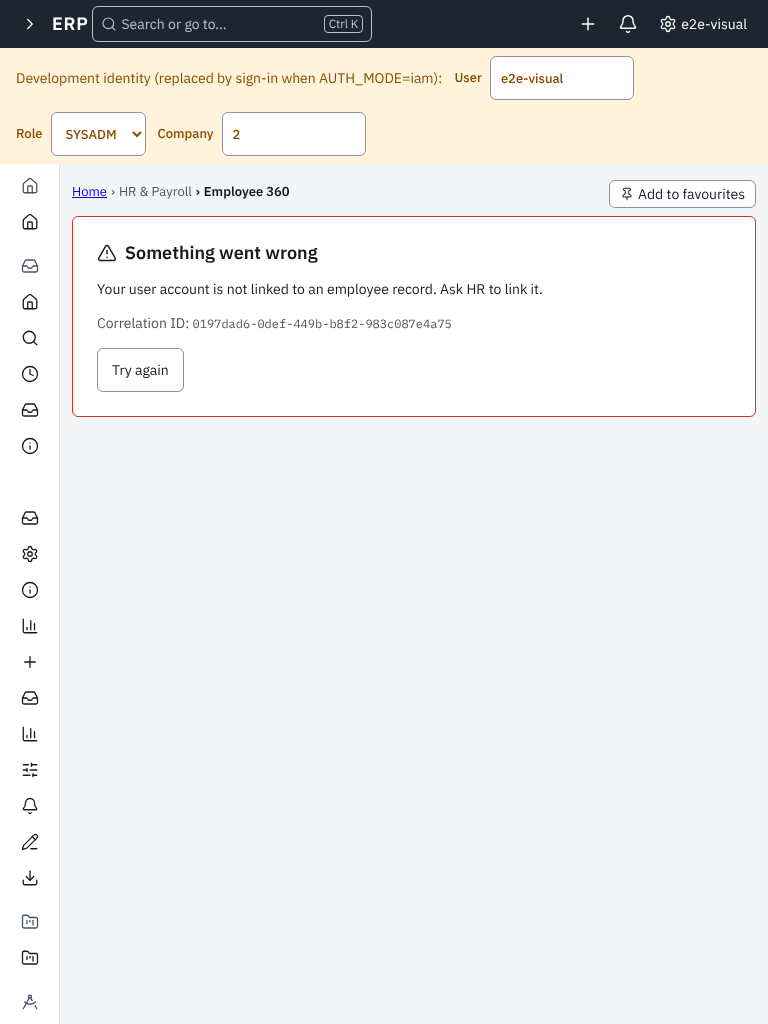 ERP
Search or go to... Ctrl K
e2e-visual
Development identity (replaced by sign-in when AUTH_MODE=iam): User e2e-visual
Role SYSADM Company 2
Home › HR & Payroll › Employee 360
Add to favourites
Something went wrong
Your user account is not linked to an employee record. Ask HR to link it.
Correlation ID: 0197dad6-0def-449b-b8f2-983c087e4a75
Try again